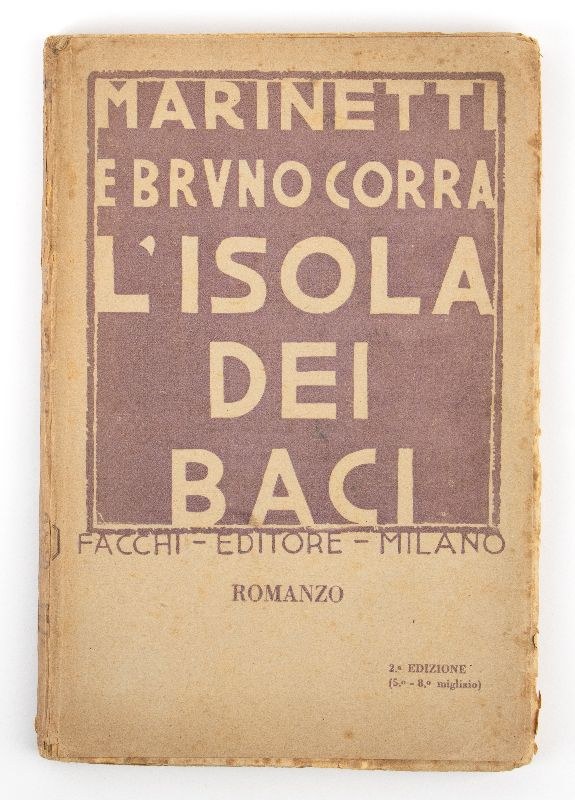 MARINETTI
E BRVNO CORRA
L'ISOLA
DEI
BACI
FACCHI - EDITORE - MILANO
ROMANZO
2.ª EDIZIONE
(5.º - 8.º migliaio)